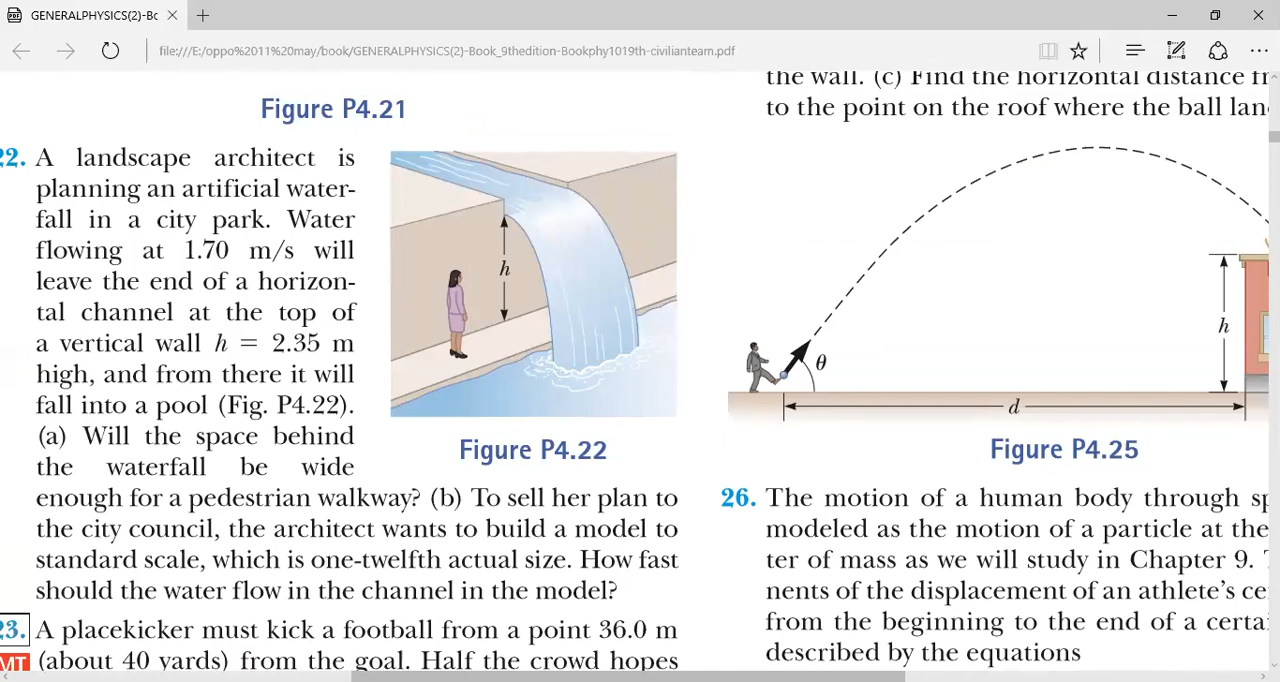 GENERALPHYSICS(2)-Bo
file:///E:/oppo%2011%20may/book/GENERALPHYSICS(2)-Book_9thedition-Bookphy1019th-civilianteam.pdf
Figure P4.21
22. A landscape architect is
planning an artificial water-
fall in a city park. Water
flowing at 1.70 m/s will
leave the end of a horizon-
tal channel at the top of
a vertical wall h = 2.35 m
high, and from there it will
fall into a pool (Fig. P4.22).
(a) Will the space behind
the waterfall be wide
enough for a pedestrian walkway? (b) To sell her plan to
the city council, the architect wants to build a model to
standard scale, which is one-twelfth actual size. How fast
should the water flow in the channel in the model?
h
Figure P4.22
23. A placekicker must kick a football from a point 36.0 m
MT (about 40 yards) from the goal. Half the crowd hopes
the wall. (c) Find the horizontal distance fr
to the point on the roof where the ball lan
θ
h
d
Figure P4.25
26. The motion of a human body through sp
modeled as the motion of a particle at the
ter of mass as we will study in Chapter 9.
nents of the displacement of an athlete's ce
from the beginning to the end of a certa
described by the equations